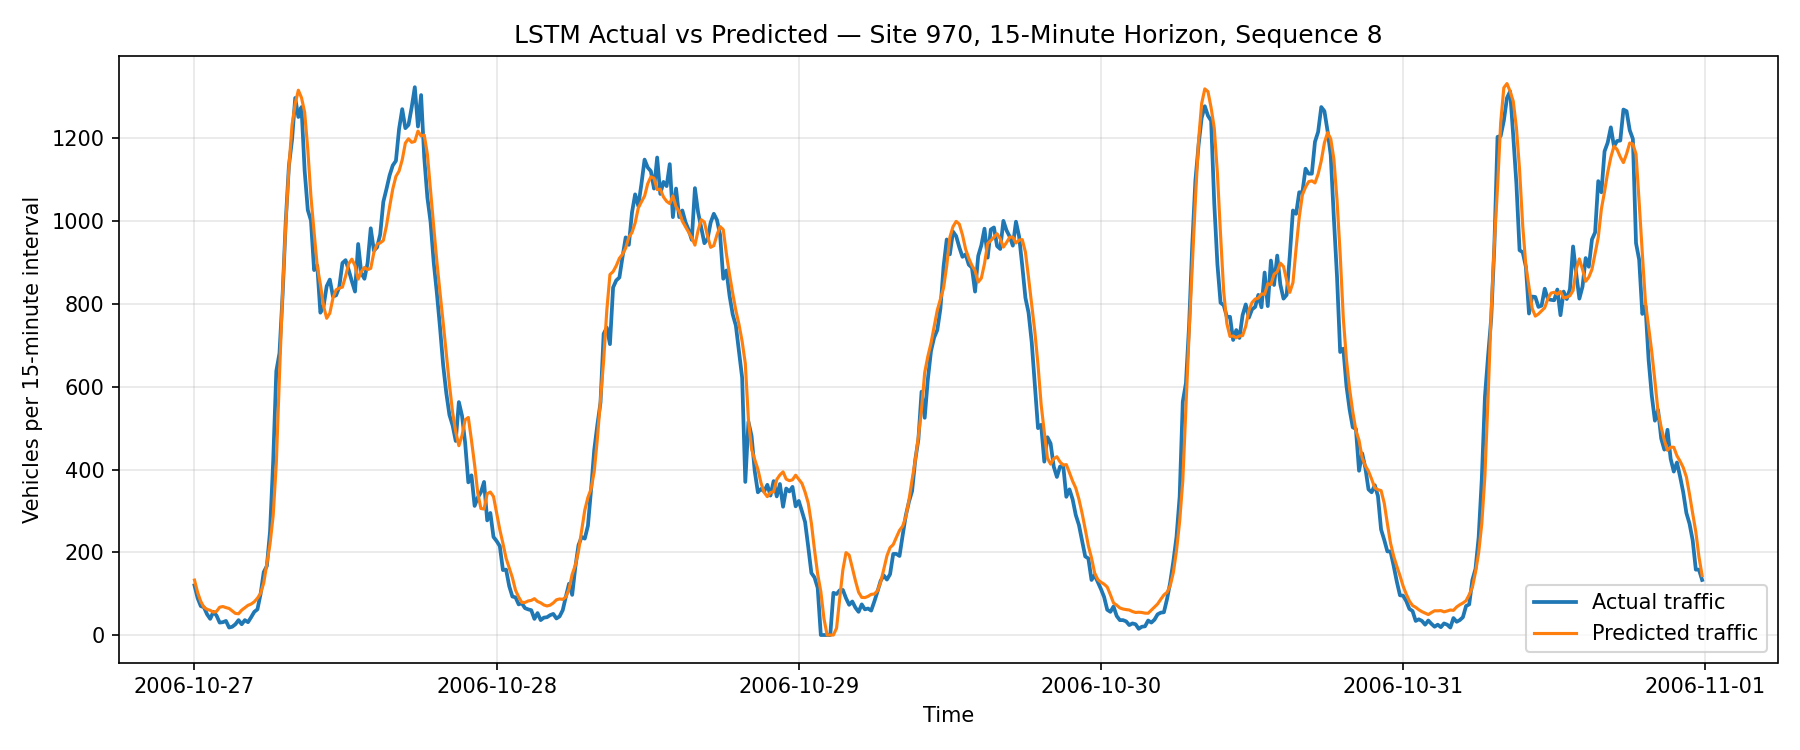 LSTM Actual vs Predicted — Site 970, 15-Minute Horizon, Sequence 8
Vehicles per 15-minute interval
1200
1000
800
600
400
200
0
Actual traffic
Predicted traffic
2006-10-27
2006-10-28
2006-10-29
2006-10-30
2006-10-31
2006-11-01
Time